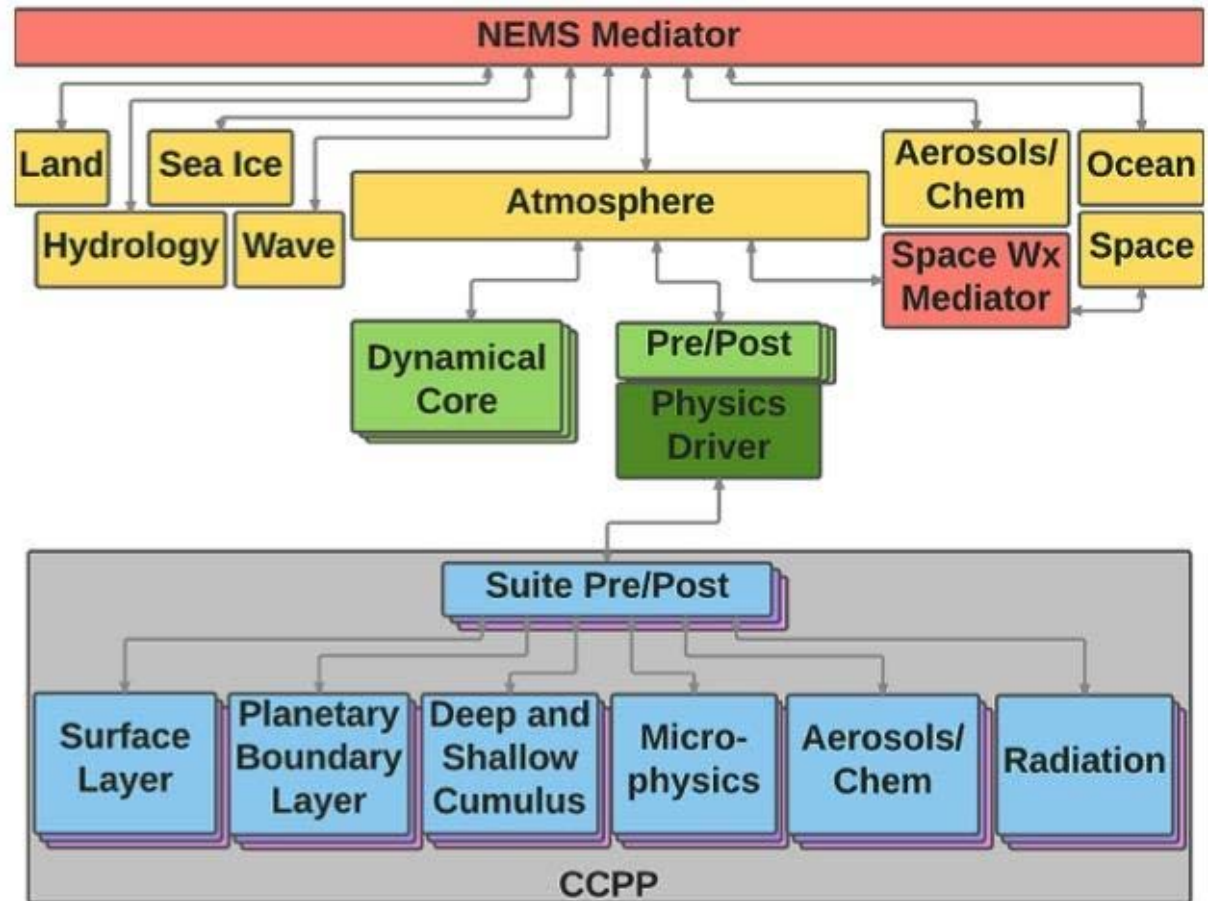 NEMS Mediator
Land
Sea Ice
Hydrology
Wave
Atmosphere
Aerosols/
Chem
Ocean
Space Wx
Mediator
Space
Dynamical
Core
Pre/Post
Physics
Driver
Suite Pre/Post
Surface
Layer
Planetary
Boundary
Layer
Deep and
Shallow
Cumulus
Micro-
physics
Aerosols/
Chem
Radiation
CCPP